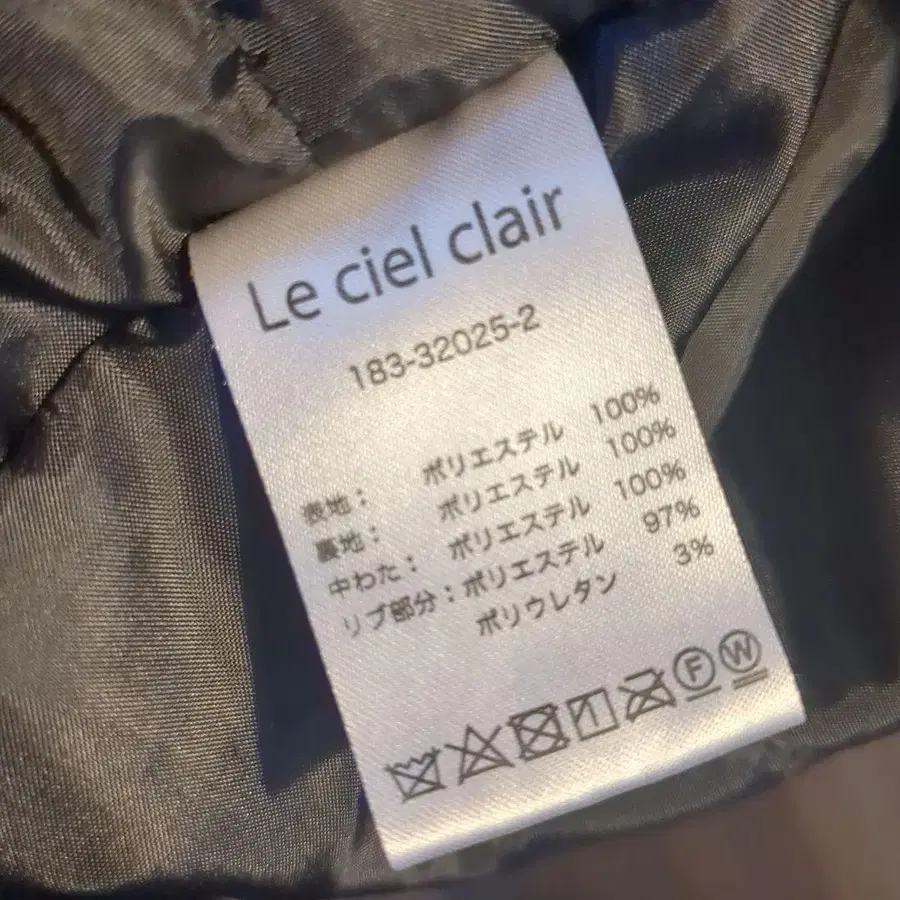 Le ciel clair
183-32025-2
表地： ポリエステル 100%
裏地： ポリエステル 100%
中わた： ポリエステル 100%
リブ部分：ポリエステル 97%
ポリウレタン 3%
F W